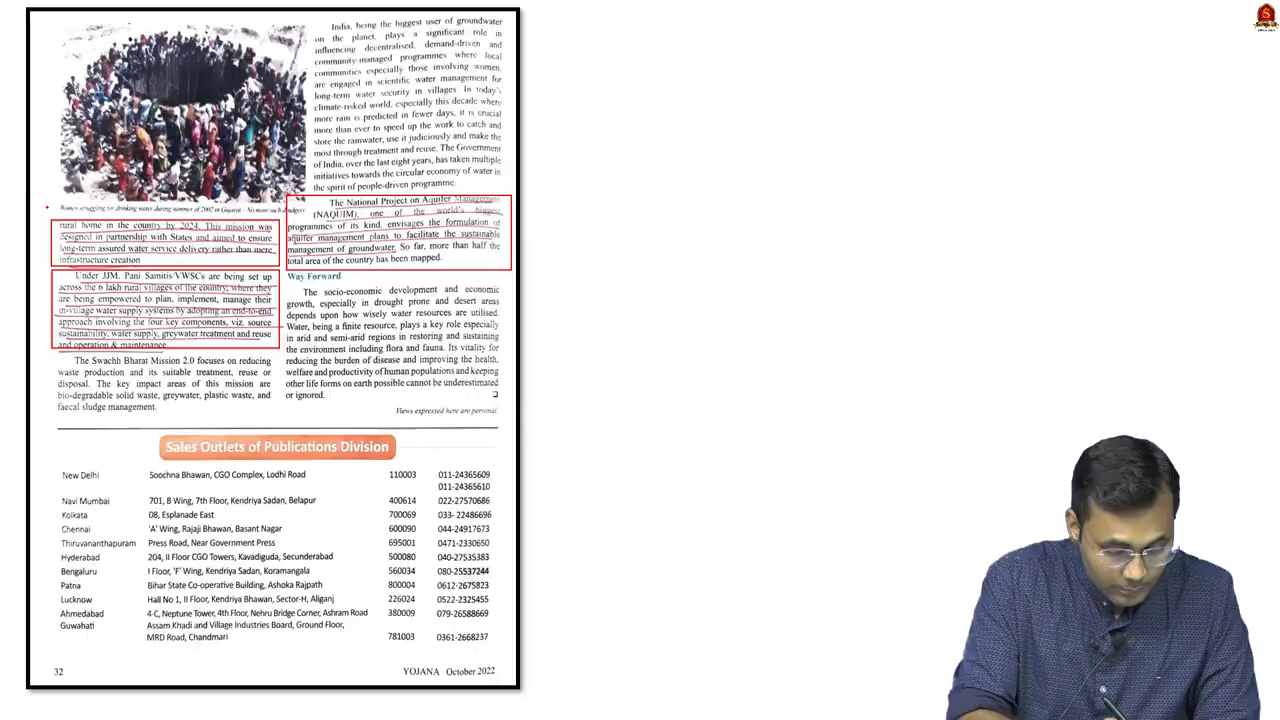 India, being the biggest user of groundwater
on the planet, plays a significant role in
influencing decentralised, demand-driven and
community-managed programmes where local
communities especially those involving women,
are engaged in scientific water management for
long-term water security in villages. In today's
climate-risked world, especially this decade where
more rain is predicted in fewer days, it is crucial
more than ever to speed up the work to catch and
store the rainwater, use it judiciously and make the
most through treatment and reuse. The Government
of India, over the last eight years, has taken multiple
initiatives towards the circular economy of water in
the spirit of people-driven programme.
The National Project on Aquifer Management
(NAQUIM), one of the world's biggest
programmes of its kind, envisages the formulation of
aquifer management plans to facilitate the sustainable
management of groundwater. So far, more than half the
total area of the country has been mapped.
Way Forward
The socio-economic development and economic
growth, especially in drought prone and desert areas
depends upon how wisely water resources are utilised.
Water, being a finite resource, plays a key role especially
in arid and semi-arid regions in restoring and sustaining
the environment including flora and fauna. Its vitality for
reducing the burden of disease and improving the health,
welfare and productivity of human populations and keeping
other life forms on earth possible cannot be underestimated
or ignored.
Views expressed here are personal.
Women struggling for drinking water during summer of 2002 in Gujarat - No more such drudgery
rural home in the country by 2024. This mission was
designed in partnership with States and aimed to ensure
long-term assured water service delivery rather than mere
infrastructure creation
Under JJM, Pani Samitis/VWSCs are being set up
across the 6 lakh rural villages of the country, where they
are being empowered to plan, implement, manage their
in-village water supply systems by adopting an end-to-end
approach involving the four key components, viz. source
sustainability, water supply, greywater treatment and reuse
and operation & maintenance.
The Swachh Bharat Mission 2.0 focuses on reducing
waste production and its suitable treatment, reuse or
disposal. The key impact areas of this mission are
bio-degradable solid waste, greywater, plastic waste, and
faecal sludge management.
Sales Outlets of Publications Division
New Delhi Soochna Bhawan, CGO Complex, Lodhi Road 110003 011-24365609
011-24365610
Navi Mumbai 701, B Wing, 7th Floor, Kendriya Sadan, Belapur 400614 022-27570686
Kolkata 08, Esplanade East 700069 033- 22486696
Chennai 'A' Wing, Rajaji Bhawan, Basant Nagar 600090 044-24917673
Thiruvananthapuram Press Road, Near Government Press 695001 0471-2330650
Hyderabad 204, II Floor CGO Towers, Kavadiguda, Secunderabad 500080 040-27535383
Bengaluru I Floor, 'F' Wing, Kendriya Sadan, Koramangala 560034 080-25537244
Patna Bihar State Co-operative Building, Ashoka Rajpath 800004 0612-2675823
Lucknow Hall No 1, II Floor, Kendriya Bhawan, Sector-H, Aliganj 226024 0522-2325455
Ahmedabad 4-C, Neptune Tower, 4th Floor, Nehru Bridge Corner, Ashram Road 380009 079-26588669
Guwahati Assam Khadi and Village Industries Board, Ground Floor,
MRD Road, Chandmari 781003 0361-2668237
32 YOJANA October 2022